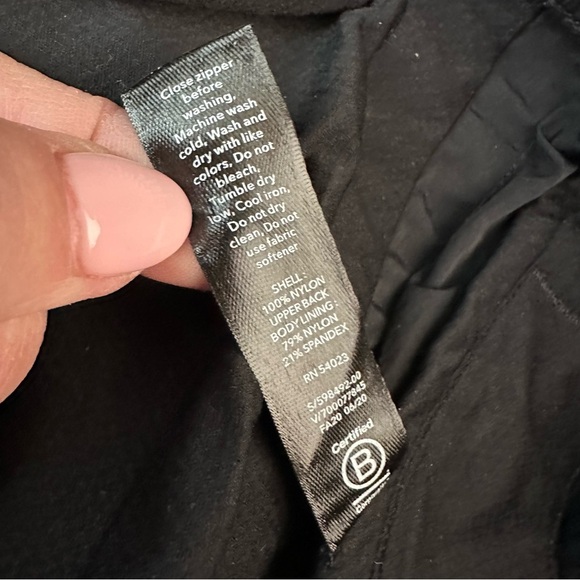 Close zipper
before
washing,
Machine wash
cold, Wash and
dry with like
colors, Do not
bleach,
Tumble dry
low, Cool iron,
Do not dry
clean, Do not
use fabric
softener
SHELL :
100% NYLON
UPPER BACK
BODY LINING :
79% NYLON
21% SPANDEX
RN 54023
S/598492-00
V/700077845
FA20 06/20
Certified
B
Corporation